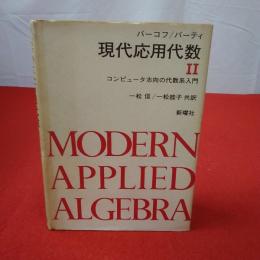 バーコフ/バーティ
現代応用代数
II
コンピュータ志向の代数系入門
一松 信/一松睦子 共訳
新曜社
MODERN
APPLIED
ALGEBRA